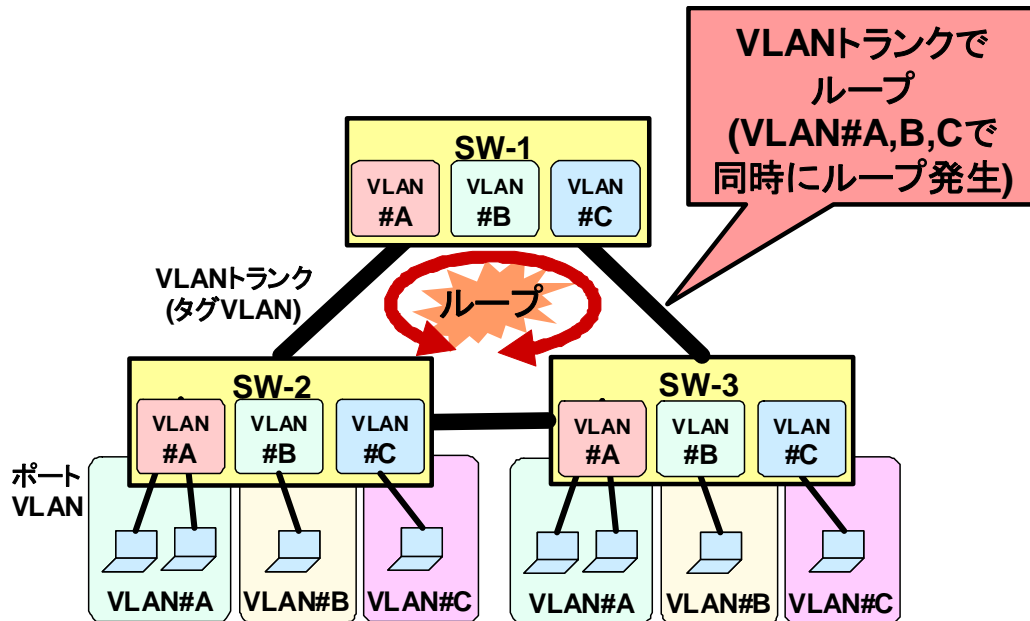 VLANトランクで
ループ
(VLAN#A,B,Cで
同時にループ発生)
SW-1
VLAN
#A
VLAN
#B
VLAN
#C
VLANトランク
(タグVLAN)
ループ
SW-2
VLAN
#A
VLAN
#B
VLAN
#C
SW-3
VLAN
#A
VLAN
#B
VLAN
#C
ポート
VLAN
VLAN#A
VLAN#B
VLAN#C
VLAN#A
VLAN#B
VLAN#C